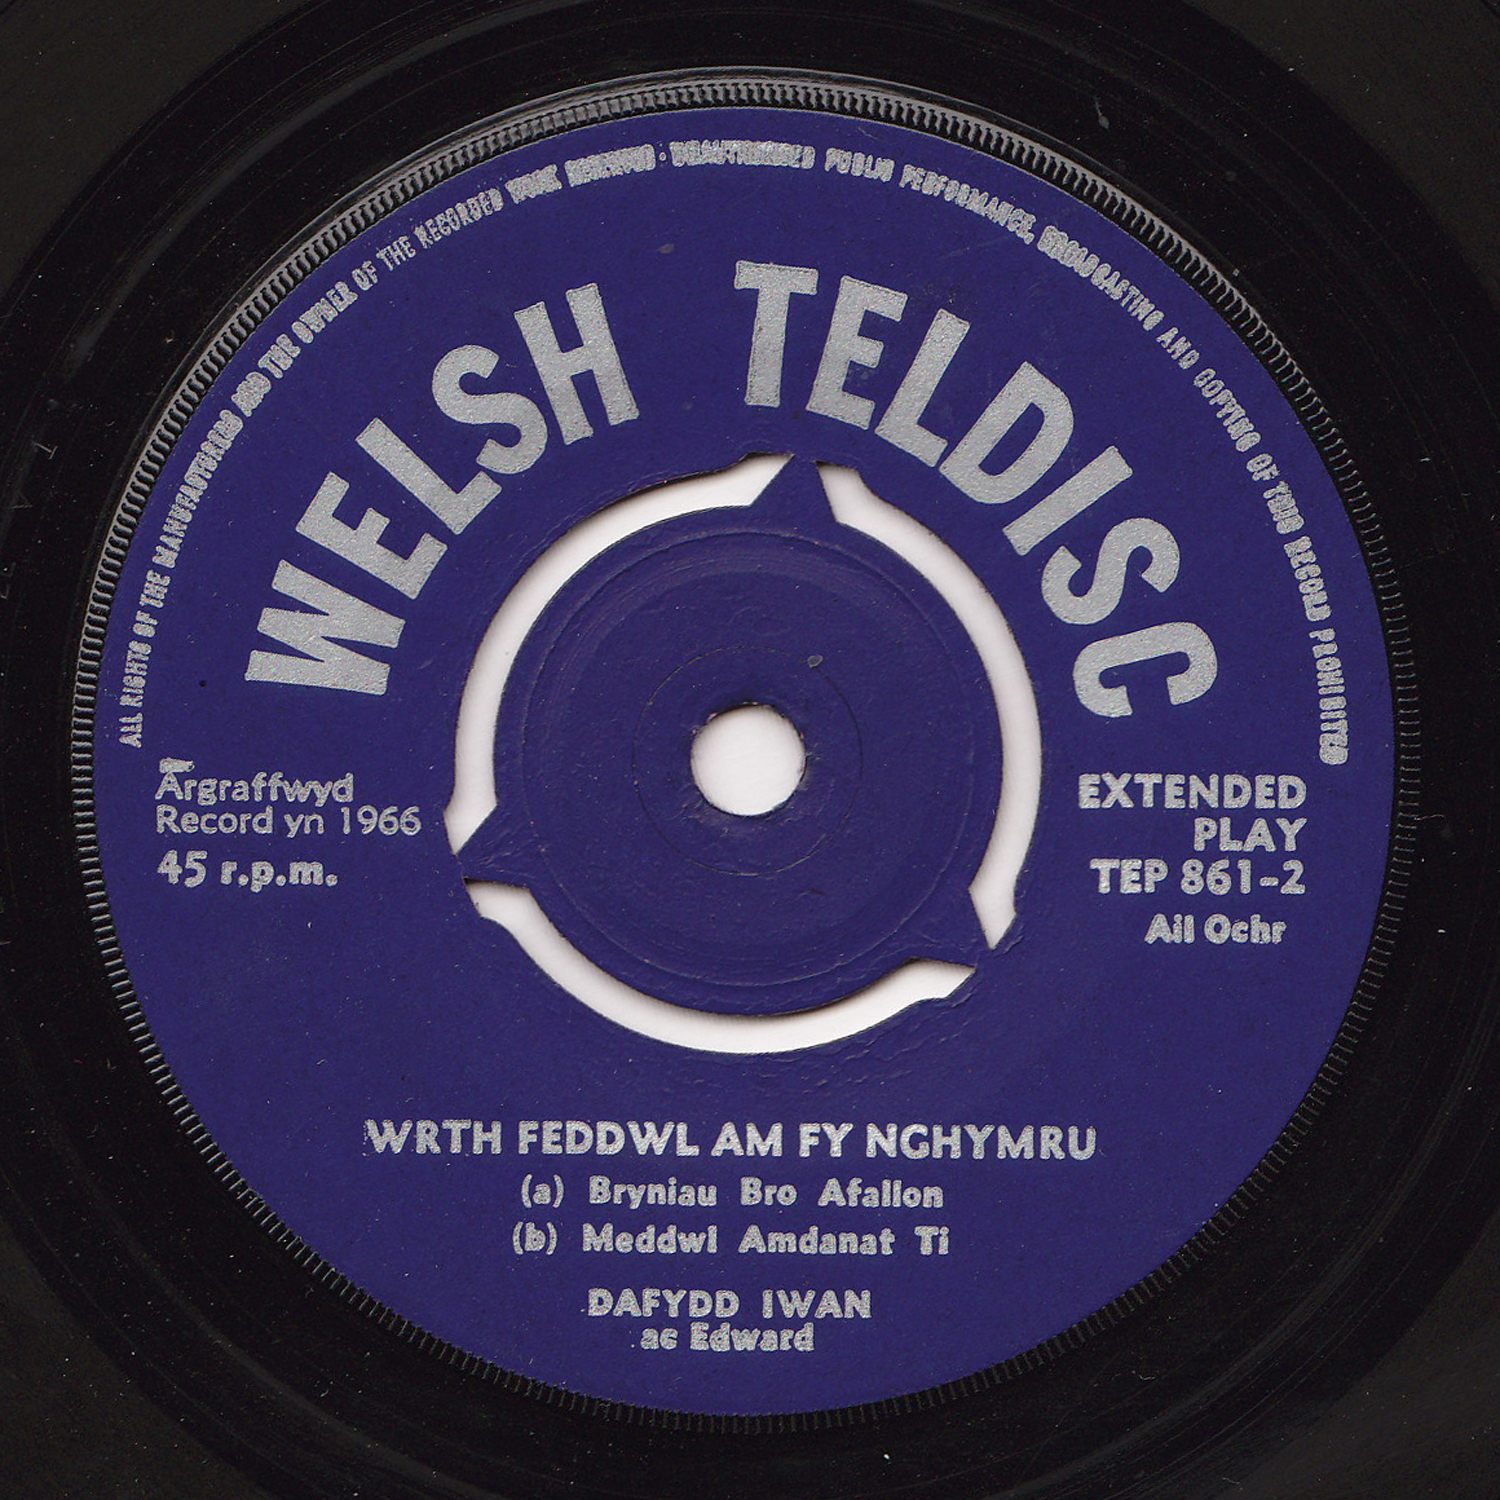 ALL RIGHTS OF THE MANUFACTURERS AND THE OWNER OF THE RECORDED WORK RESERVED · UNAUTHORISED PUBLIC PERFORMANCE, BROADCASTING AND COPYING OF THIS RECORD PROHIBITED
WELSH TELDISC
Argraffwyd
Record yn 1966
45 r.p.m.
EXTENDED
PLAY
TEP 861-2
Ail Ochr
WRTH FEDDWL AM FY NGHYMRU
(a) Bryniau Bro Afallon
(b) Meddwl Amdanat Ti
DAFYDD IWAN
ac Edward